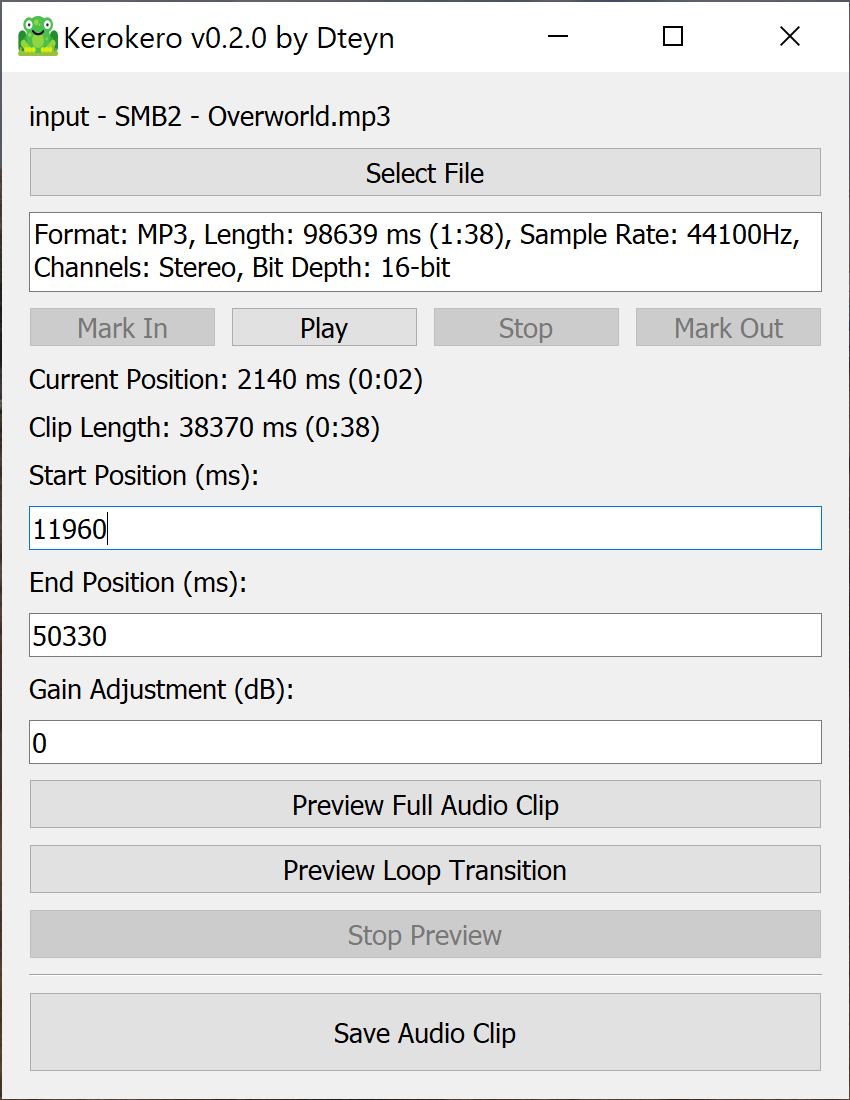 Kerokero v0.2.0 by Dteyn
input - SMB2 - Overworld.mp3
Select File
Format: MP3, Length: 98639 ms (1:38), Sample Rate: 44100Hz,
Channels: Stereo, Bit Depth: 16-bit
Mark In Play Stop Mark Out
Current Position: 2140 ms (0:02)
Clip Length: 38370 ms (0:38)
Start Position (ms):
11960
End Position (ms):
50330
Gain Adjustment (dB):
0
Preview Full Audio Clip
Preview Loop Transition
Stop Preview
Save Audio Clip